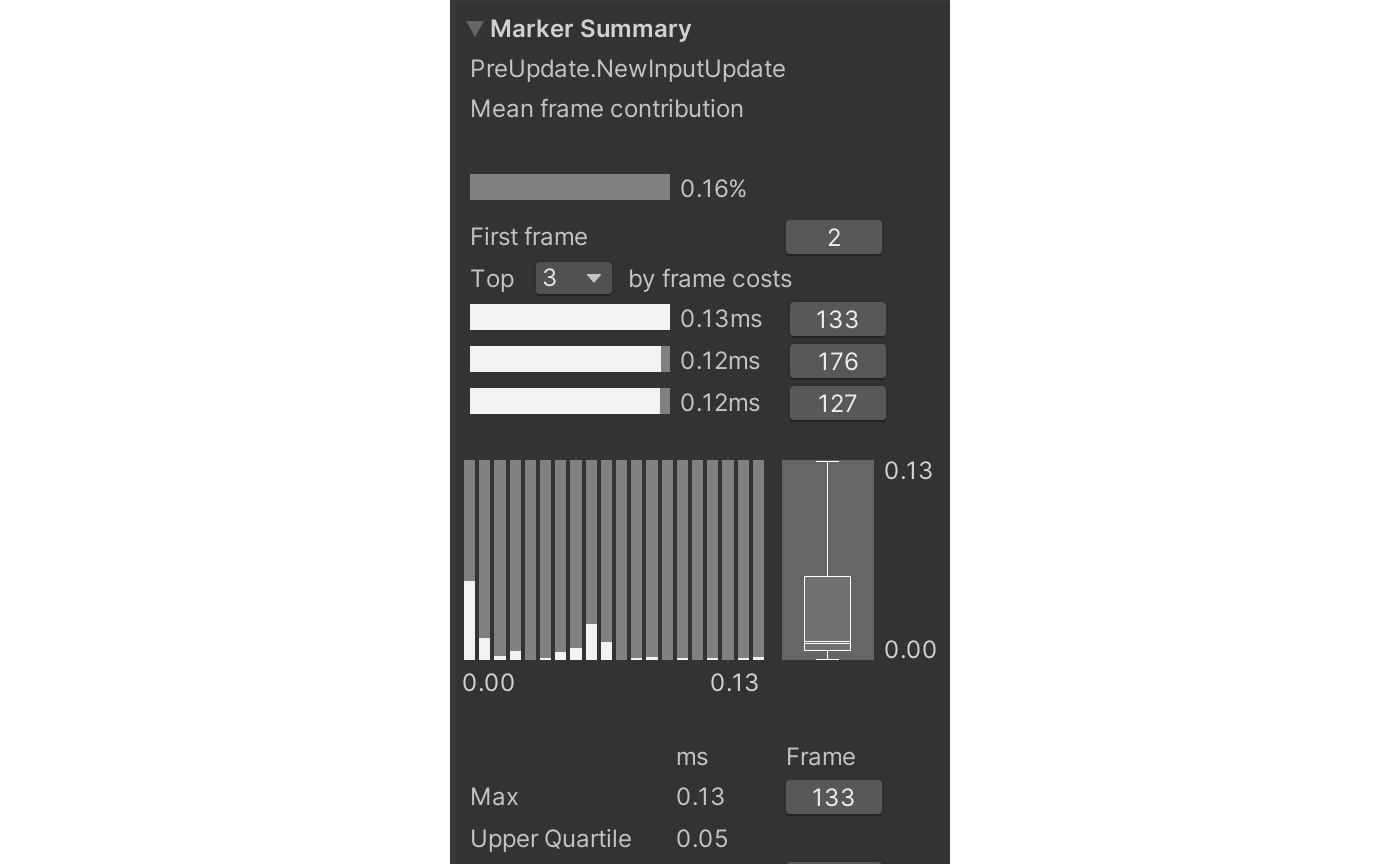 Marker Summary
PreUpdate.NewInputUpdate
Mean frame contribution
0.16%
First frame 2
Top 3 by frame costs
0.13ms 133
0.12ms 176
0.12ms 127
0.13
0.00
0.00 0.13
ms Frame
Max 0.13 133
Upper Quartile 0.05